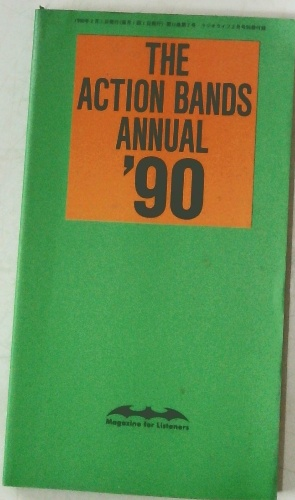 THE
ACTION BANDS
ANNUAL
'90
Magazine for Listeners